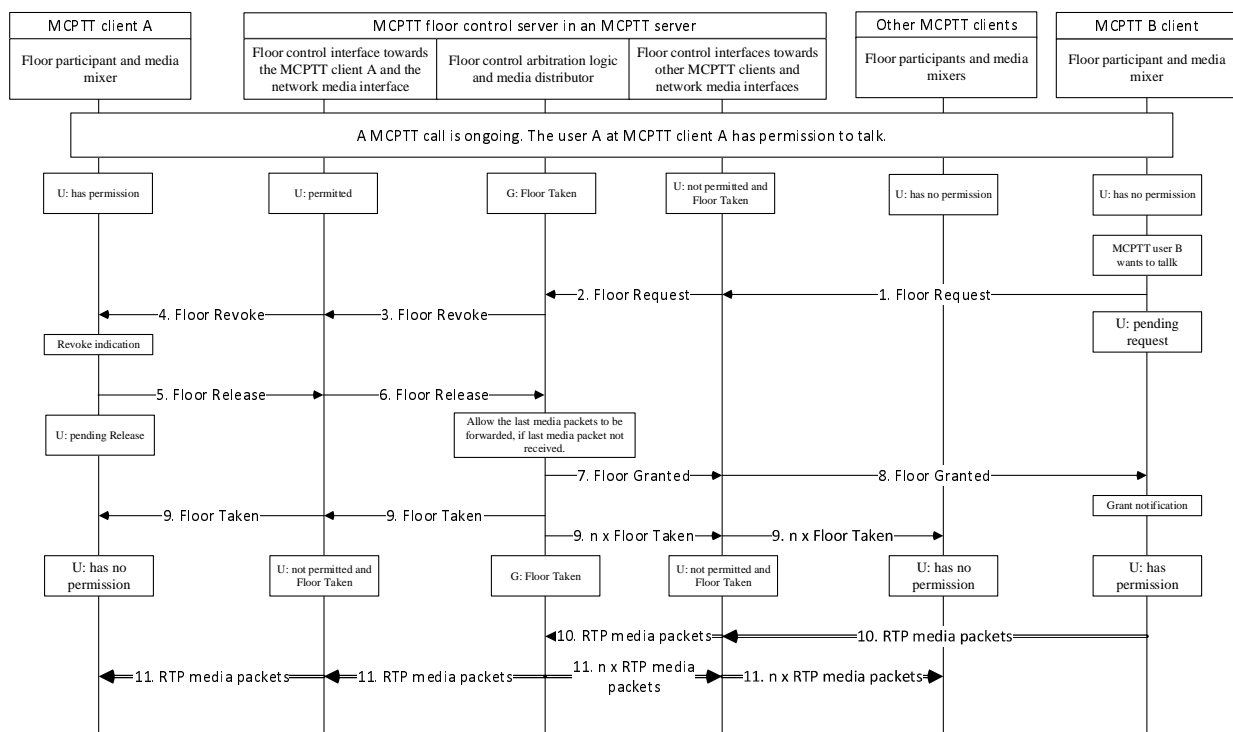 MCPTT client A
MCPTT floor control server in an MCPTT server
Other MCPTT clients
MCPTT B client
Floor participant and media
mixer
Floor control interface towards
the MCPTT client A and the
network media interface
Floor control arbitration logic
and media distributor
Floor control interfaces towards
other MCPTT clients and
network media interfaces
Floor participants and media
mixers
Floor participant and media
mixer
A MCPTT call is ongoing. The user A at MCPTT client A has permission to talk.
U: has permission
U: permitted
G: Floor Taken
U: not permitted and
Floor Taken
U: has no permission
U: has no permission
MCPTT user B
wants to tallk
2. Floor Request
1. Floor Request
4. Floor Revoke
3. Floor Revoke
U: pending
request
Revoke indication
5. Floor Release
6. Floor Release
U: pending Release
Allow the last media packets to be
forwarded, if last media packet not
received.
7. Floor Granted
8. Floor Granted
Grant notification
9. Floor Taken
9. Floor Taken
9. n x Floor Taken
9. n x Floor Taken
U: has no
permission
U: not permitted and
Floor Taken
G: Floor Taken
U: not permitted and
Floor Taken
U: has no
permission
U: has
permission
10. RTP media packets
10. RTP media packets
11. RTP media packets
11. RTP media packets
11. n x RTP media
packets
11. n x RTP media packets